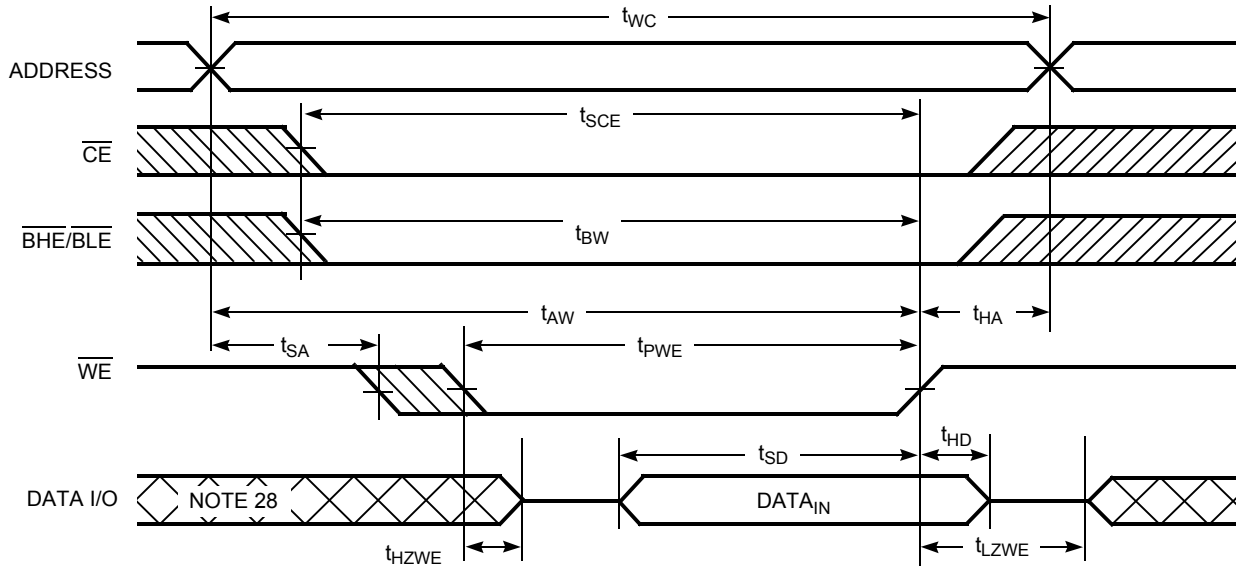 tWC
ADDRESS
tSCE
CE
BHE/BLE
tBW
tAW
tHA
tSA
tPWE
WE
tHD
tSD
DATA I/O
NOTE 28
DATAIN
tHZWE
tLZWE